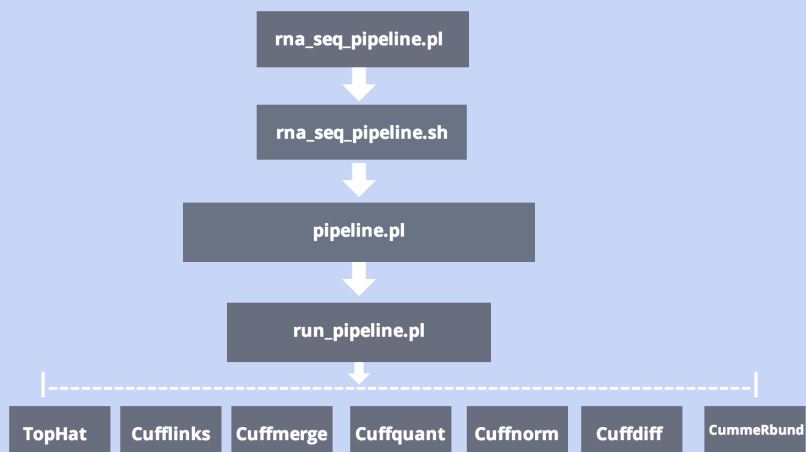 rna_seq_pipeline.pl
rna_seq_pipeline.sh
pipeline.pl
run_pipeline.pl
TopHat
Cufflinks
Cuffmerge
Cuffquant
Cuffnorm
Cuffdiff
CummeRbund